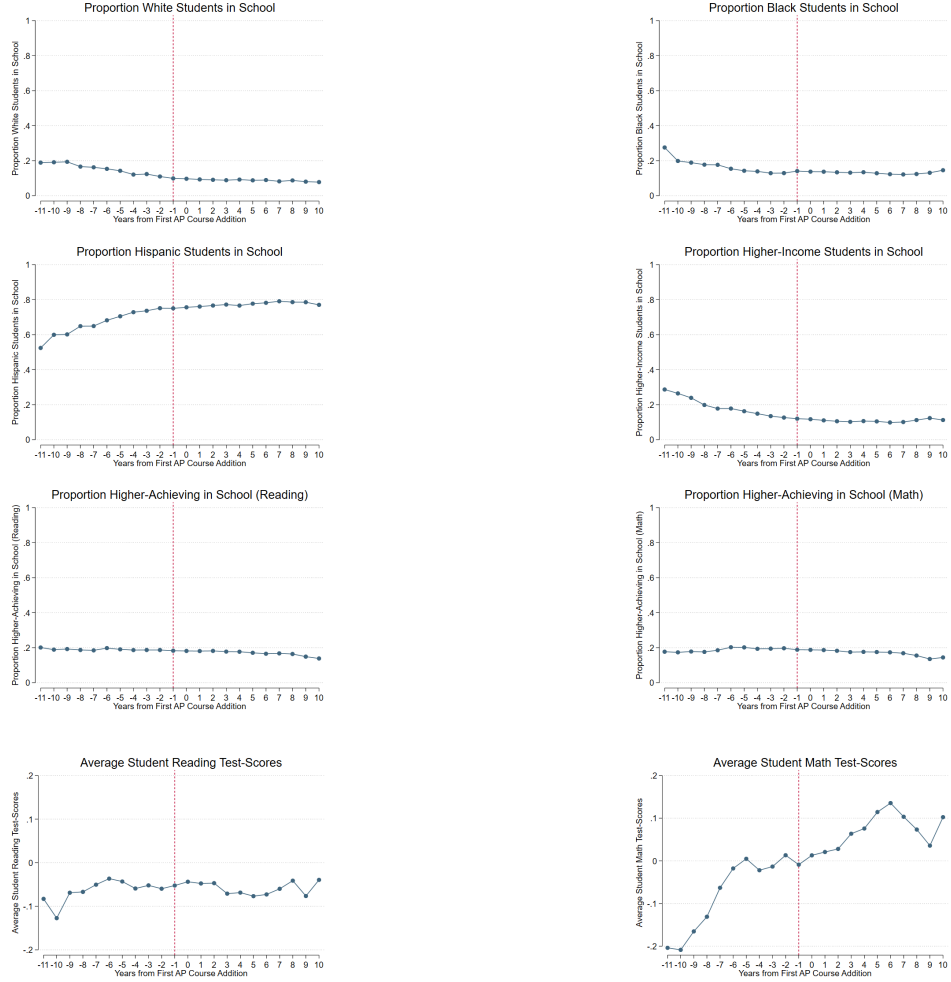 Proportion White Students in School
Proportion White Students in School
1
.8
.6
.4
.2
0
-11 -10 -9 -8 -7 -6 -5 -4 -3 -2 -1 0 1 2 3 4 5 6 7 8 9 10
Years from First AP Course Addition
Proportion Black Students in School
Proportion Black Students in School
1
.8
.6
.4
.2
0
-11 -10 -9 -8 -7 -6 -5 -4 -3 -2 -1 0 1 2 3 4 5 6 7 8 9 10
Years from First AP Course Addition
Proportion Hispanic Students in School
Proportion Hispanic Students in School
1
.8
.6
.4
.2
0
-11 -10 -9 -8 -7 -6 -5 -4 -3 -2 -1 0 1 2 3 4 5 6 7 8 9 10
Years from First AP Course Addition
Proportion Higher-Income Students in School
Proportion Higher-Income Students in School
1
.8
.6
.4
.2
0
-11 -10 -9 -8 -7 -6 -5 -4 -3 -2 -1 0 1 2 3 4 5 6 7 8 9 10
Years from First AP Course Addition
Proportion Higher-Achieving in School (Reading)
Proportion Higher-Achieving in School (Reading)
1
.8
.6
.4
.2
0
-11 -10 -9 -8 -7 -6 -5 -4 -3 -2 -1 0 1 2 3 4 5 6 7 8 9 10
Years from First AP Course Addition
Proportion Higher-Achieving in School (Math)
Proportion Higher-Achieving in School (Math)
1
.8
.6
.4
.2
0
-11 -10 -9 -8 -7 -6 -5 -4 -3 -2 -1 0 1 2 3 4 5 6 7 8 9 10
Years from First AP Course Addition
Average Student Reading Test-Scores
Average Student Reading Test-Scores
.2
.1
0
-.1
-.2
-11 -10 -9 -8 -7 -6 -5 -4 -3 -2 -1 0 1 2 3 4 5 6 7 8 9 10
Years from First AP Course Addition
Average Student Math Test-Scores
Average Student Math Test-Scores
.2
.1
0
-.1
-.2
-11 -10 -9 -8 -7 -6 -5 -4 -3 -2 -1 0 1 2 3 4 5 6 7 8 9 10
Years from First AP Course Addition